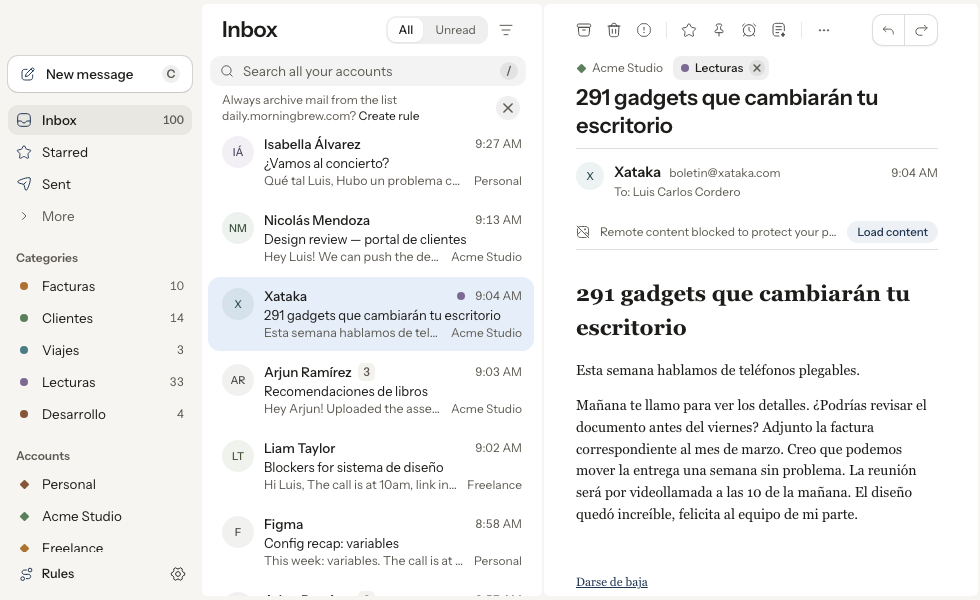 New message C
Inbox 100
Starred
Sent
More
Categories
Facturas 10
Clientes 14
Viajes 3
Lecturas 33
Desarrollo 4
Accounts
Personal
Acme Studio
Freelance
Rules
Inbox
All Unread
Search all your accounts /
Always archive mail from the list
daily.morningbrew.com? Create rule
IÁ Isabella Álvarez 9:27 AM
¿Vamos al concierto?
Qué tal Luis, Hubo un problema c... Personal
NM Nicolás Mendoza 9:13 AM
Design review — portal de clientes
Hey Luis! We can push the de... Acme Studio
X Xataka 9:04 AM
291 gadgets que cambiarán tu escritorio
Esta semana hablamos de tel... Acme Studio
AR Arjun Ramírez 3 9:03 AM
Recomendaciones de libros
Hey Arjun! Uploaded the asse... Acme Studio
LT Liam Taylor 9:02 AM
Blockers for sistema de diseño
Hi Luis, The call is at 10am, link in... Freelance
F Figma 8:58 AM
Config recap: variables
This week: variables. The call is at ... Personal
Acme Studio Lecturas
291 gadgets que cambiarán tu
escritorio
X Xataka boletin@xataka.com 9:04 AM
To: Luis Carlos Cordero
Remote content blocked to protect your p... Load content
291 gadgets que cambiarán tu
escritorio
Esta semana hablamos de teléfonos plegables.
Mañana te llamo para ver los detalles. ¿Podrías revisar el
documento antes del viernes? Adjunto la factura
correspondiente al mes de marzo. Creo que podemos
mover la entrega una semana sin problema. La reunión
será por videollamada a las 10 de la mañana. El diseño
quedó increíble, felicita al equipo de mi parte.
Darse de baja